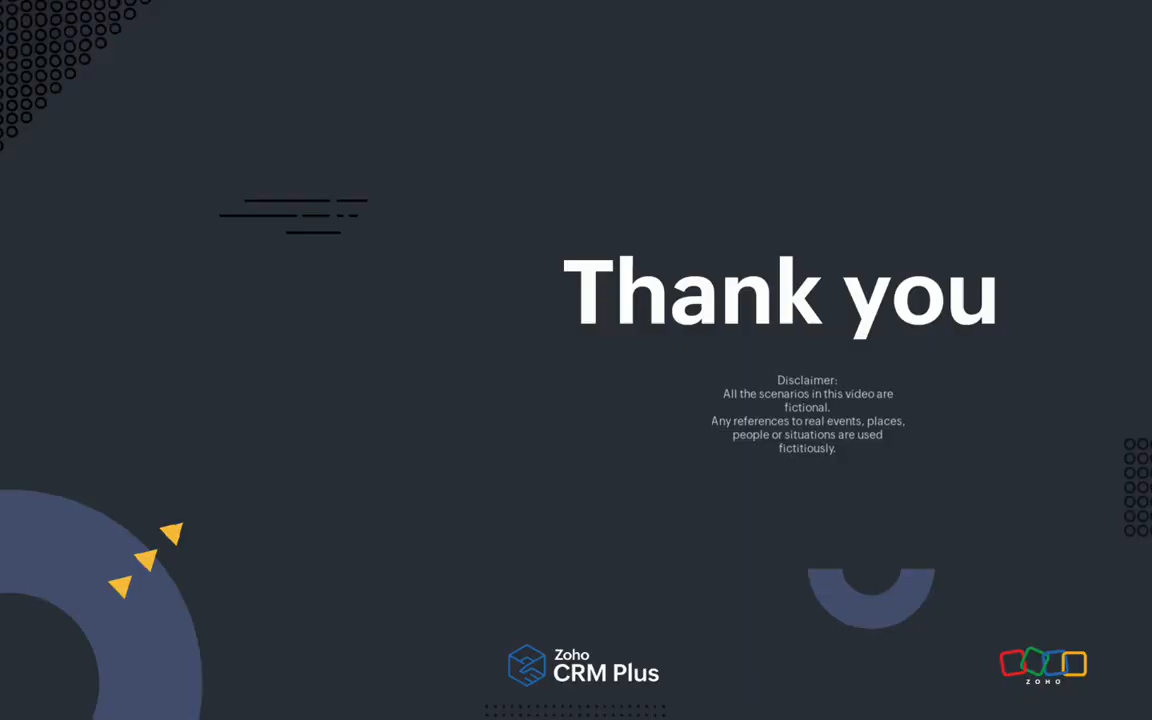 Thank you
Disclaimer:
All the scenarios in this video are
fictional.
Any references to real events, places,
people or situations are used
fictitiously.
Zoho
CRM Plus
ZOHO